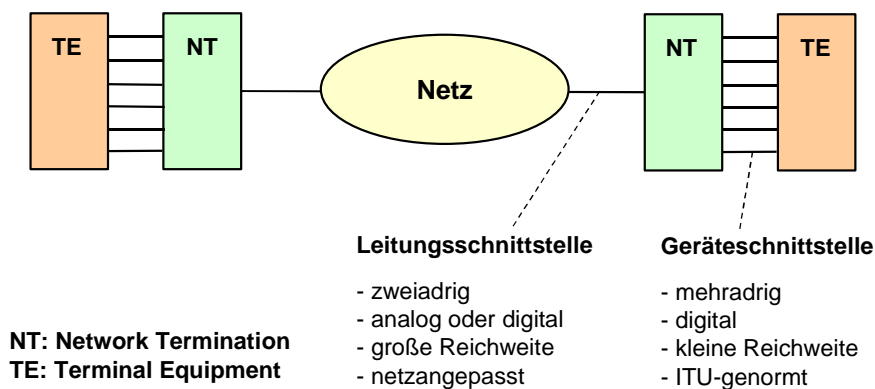 TE
NT
Netz
NT
TE
Leitungsschnittstelle
- zweiadrig
- analog oder digital
- große Reichweite
- netzangepasst
Geräteschnittstelle
- mehradrig
- digital
- kleine Reichweite
- ITU-genormt
NT: Network Termination
TE: Terminal Equipment